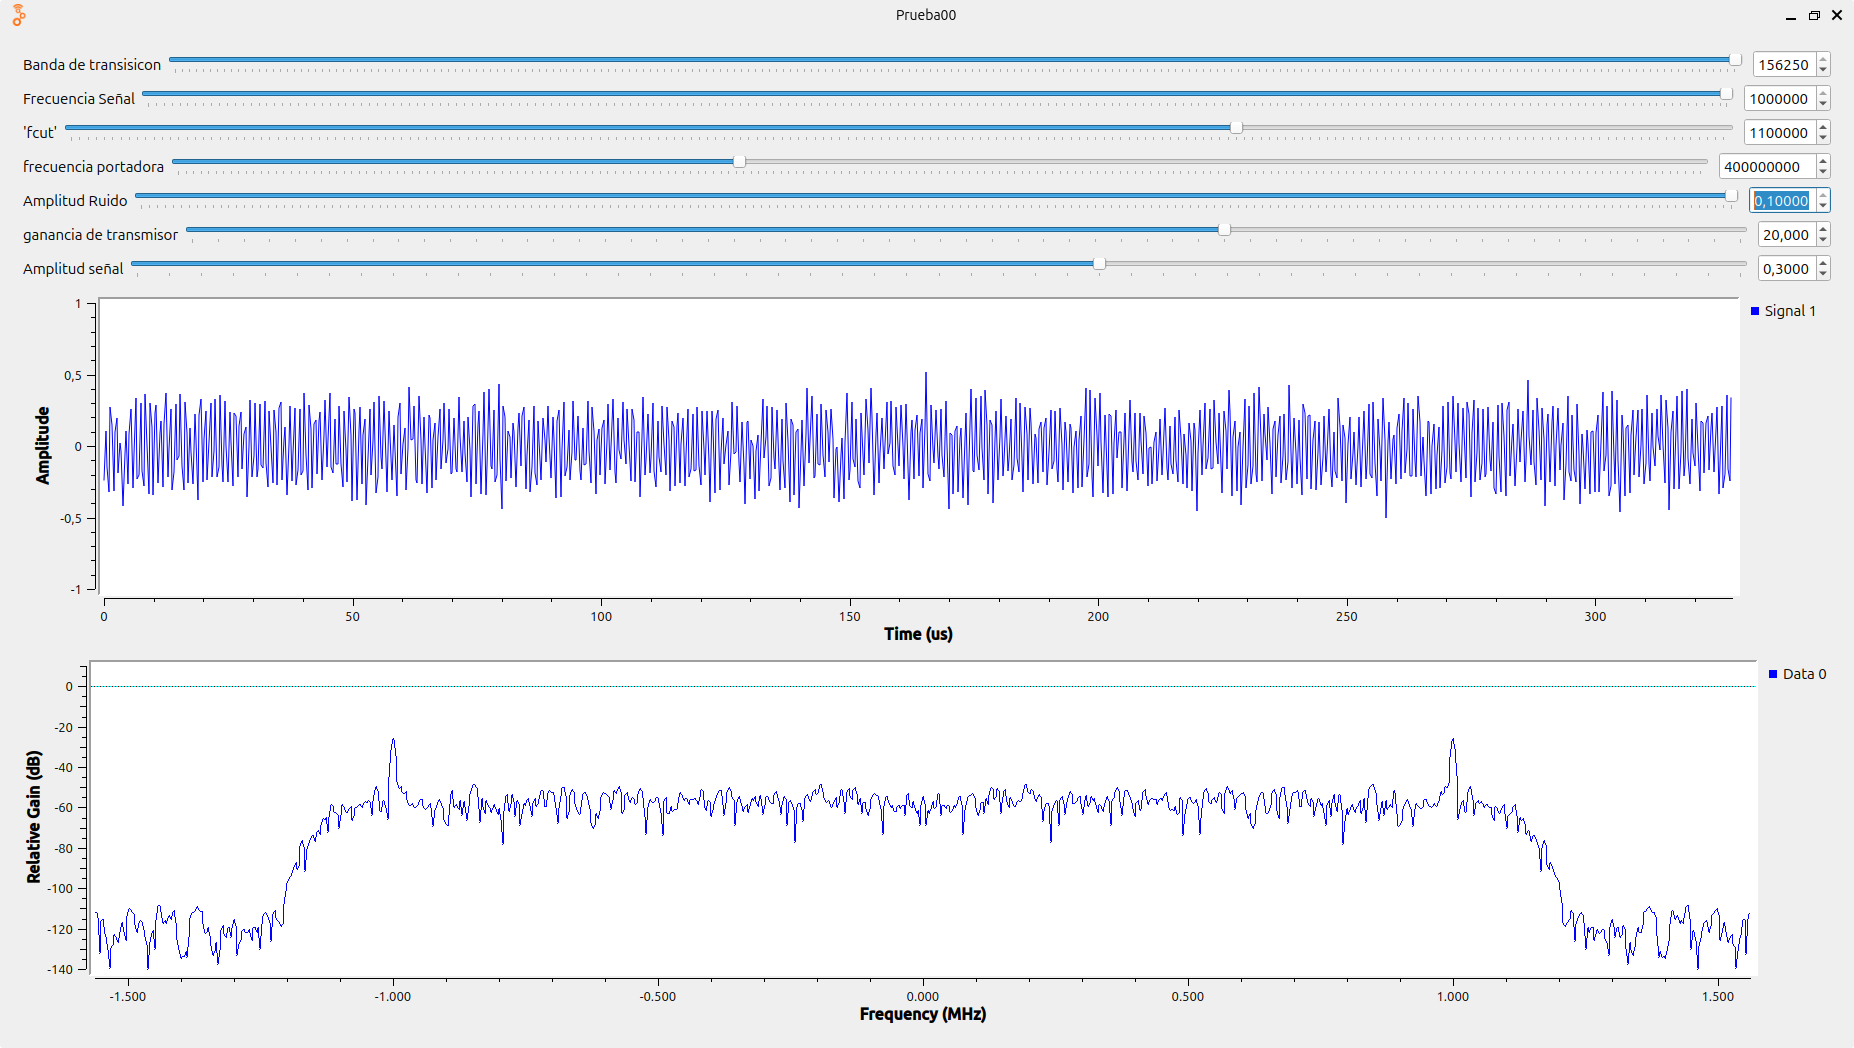 Prueba00
Banda de transisicon 156250
Frecuencia Señal 1000000
'fcut' 1100000
frecuencia portadora 400000000
Amplitud Ruido 0,10000
ganancia de transmisor 20,000
Amplitud señal 0,3000
Signal 1
Amplitude
1
0,5
0
-0,5
-1
0 50 100 150 200 250 300
Time (us)
Data 0
Relative Gain (dB)
0
-20
-40
-60
-80
-100
-120
-140
-1.500 -1.000 -0.500 0.000 0.500 1.000 1.500
Frequency (MHz)